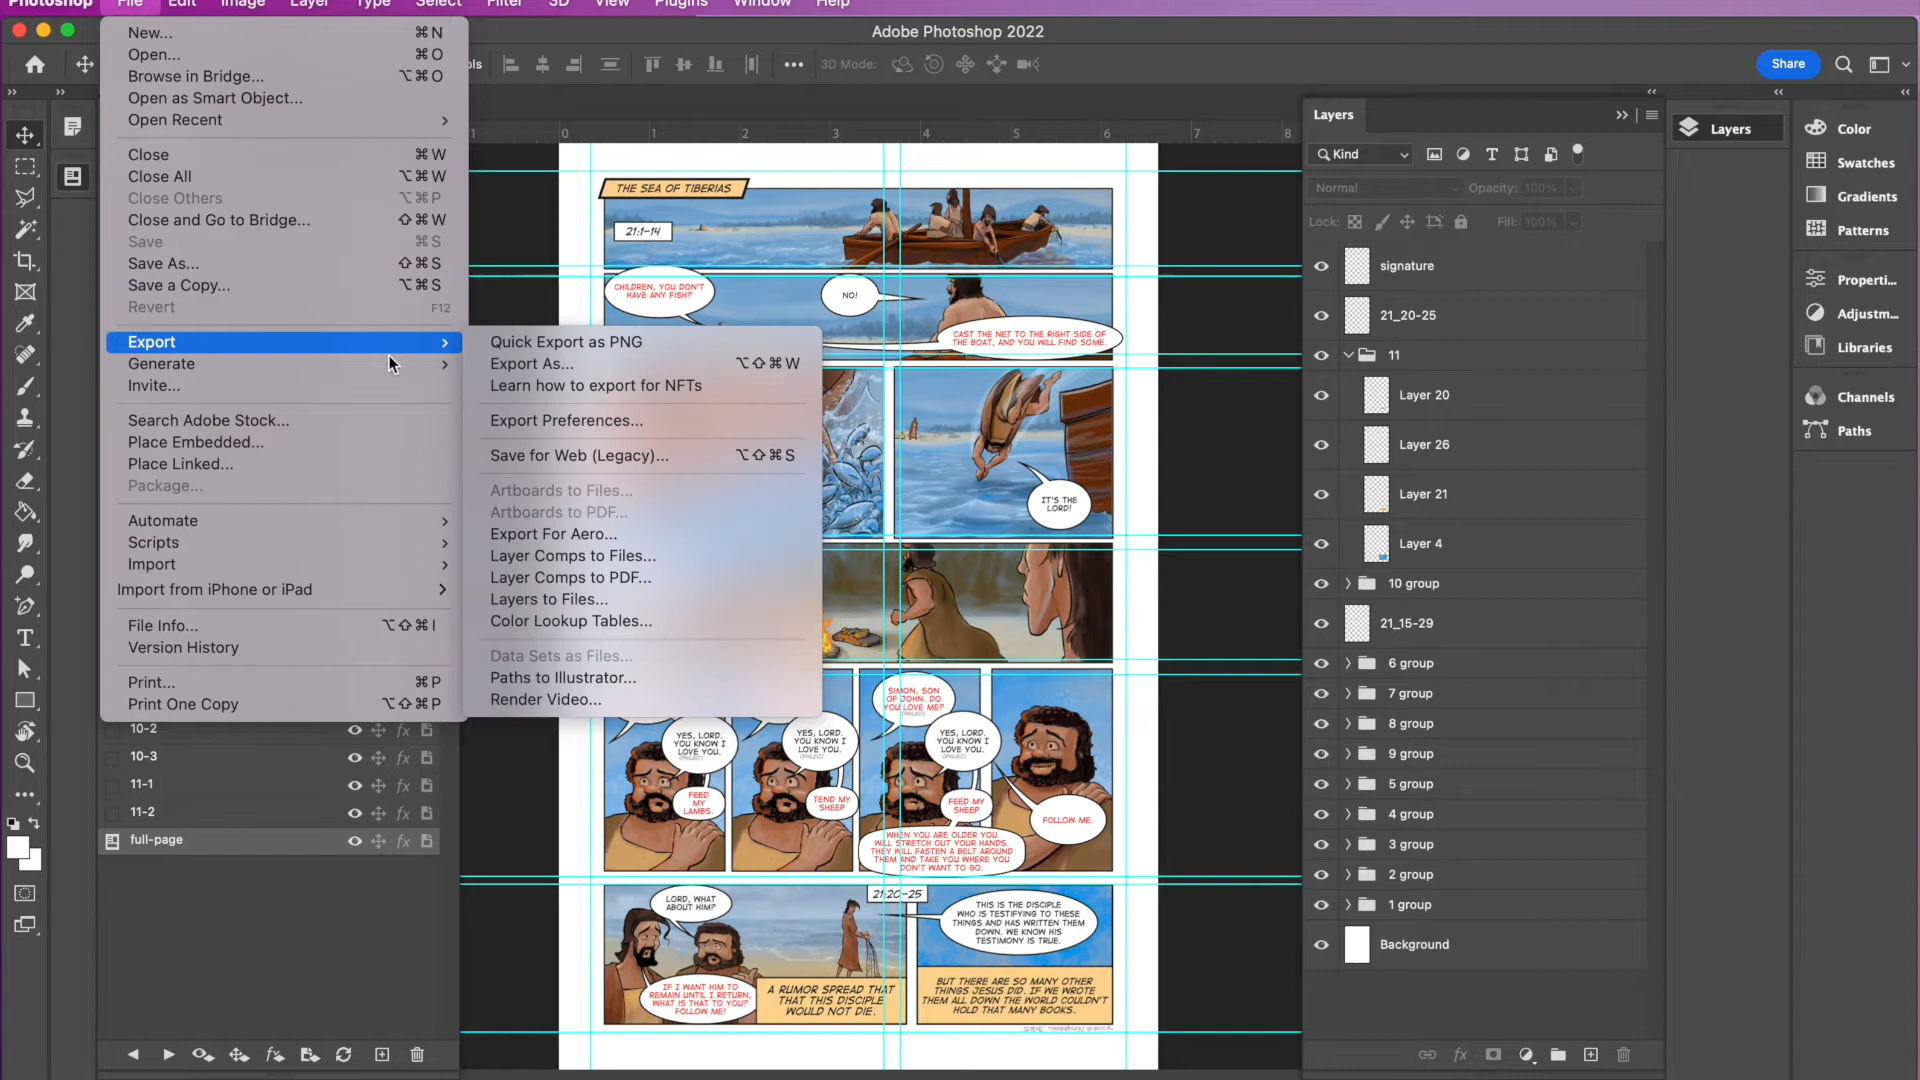 Photoshop File Edit Image Layer Type Select Filter 3D View Plugins Window Help
Adobe Photoshop 2022
3D Mode:
Share
New... ⌘N
Open... ⌘O
Browse in Bridge... ⌥⌘O
Open as Smart Object...
Open Recent
Close ⌘W
Close All ⌥⌘W
Close Others ⌥⌘P
Close and Go to Bridge... ⇧⌘W
Save ⌘S
Save As... ⇧⌘S
Save a Copy... ⌥⌘S
Revert F12
Export
Generate
Invite...
Search Adobe Stock...
Place Embedded...
Place Linked...
Package...
Automate
Scripts
Import
Import from iPhone or iPad
File Info... ⌥⇧⌘I
Version History
Print... ⌘P
Print One Copy ⌥⇧⌘P
Quick Export as PNG
Export As... ⌥⇧⌘W
Learn how to export for NFTs
Export Preferences...
Save for Web (Legacy)... ⌥⇧⌘S
Artboards to Files...
Artboards to PDF...
Export For Aero...
Layer Comps to Files...
Layer Comps to PDF...
Layers to Files...
Color Lookup Tables...
Data Sets as Files...
Paths to Illustrator...
Render Video...
10-2
10-3
11-1
11-2
full-page
1 0 1 2 3 4 5 6 7 8
THE SEA OF TIBERIAS
21:1-14
CHILDREN, YOU DON'T
HAVE ANY FISH?
NO!
CAST THE NET TO THE RIGHT SIDE OF
THE BOAT, AND YOU WILL FIND SOME.
IT'S THE
LORD!
SIMON, SON
OF JOHN. DO
YOU LOVE ME?
(PHILEO)
YES, LORD.
YOU KNOW I
LOVE YOU.
(PHILEO)
YES, LORD.
YOU KNOW I
LOVE YOU.
(PHILEO)
YES, LORD.
YOU KNOW I
LOVE YOU.
(PHILEO)
FEED
MY
LAMBS.
TEND MY
SHEEP
FEED MY
SHEEP
FOLLOW ME.
WHEN YOU ARE OLDER YOU
WILL STRETCH OUT YOUR HANDS.
THEY WILL FASTEN A BELT AROUND
THEM AND TAKE YOU WHERE YOU
DON'T WANT TO GO.
LORD, WHAT
ABOUT HIM?
21:20-25
THIS IS THE DISCIPLE
WHO IS TESTIFYING TO THESE
THINGS AND HAS WRITTEN THEM
DOWN. WE KNOW HIS
TESTIMONY IS TRUE.
IF I WANT HIM TO
REMAIN UNTIL I RETURN,
WHAT IS THAT TO YOU?
FOLLOW ME!
A RUMOR SPREAD THAT
THAT THIS DISCIPLE
WOULD NOT DIE.
BUT THERE ARE SO MANY OTHER
THINGS JESUS DID. IF WE WROTE
THEM ALL DOWN THE WORLD COULDN'T
HOLD THAT MANY BOOKS.
Layers
Kind
Normal Opacity: 100%
Lock: Fill: 100%
signature
21_20-25
11
Layer 20
Layer 26
Layer 21
Layer 4
10 group
21_15-29
6 group
7 group
8 group
9 group
5 group
4 group
3 group
2 group
1 group
Background
Layers
Color
Swatches
Gradients
Patterns
Properti...
Adjustm...
Libraries
Channels
Paths